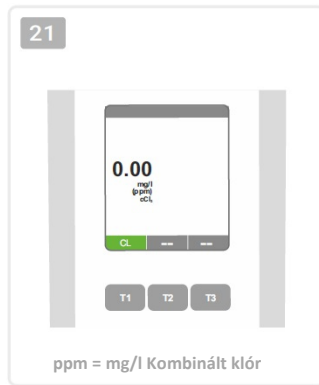 21
0.00
mg/l
(ppm)
cCl₂
CL -- --
T1 T2 T3
ppm = mg/l Kombinált klór